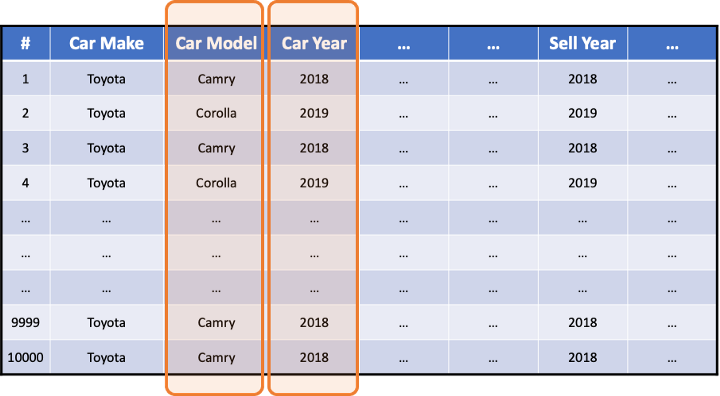 # Car Make Car Model Car Year ... ... Sell Year ...
1 Toyota Camry 2018 ... ... 2018 ...
2 Toyota Corolla 2019 ... ... 2019 ...
3 Toyota Camry 2018 ... ... 2018 ...
4 Toyota Corolla 2019 ... ... 2019 ...
... ... ... ... ... ... ... ...
... ... ... ... ... ... ... ...
... ... ... ... ... ... ... ...
9999 Toyota Camry 2018 ... ... 2018 ...
10000 Toyota Camry 2018 ... ... 2018 ...